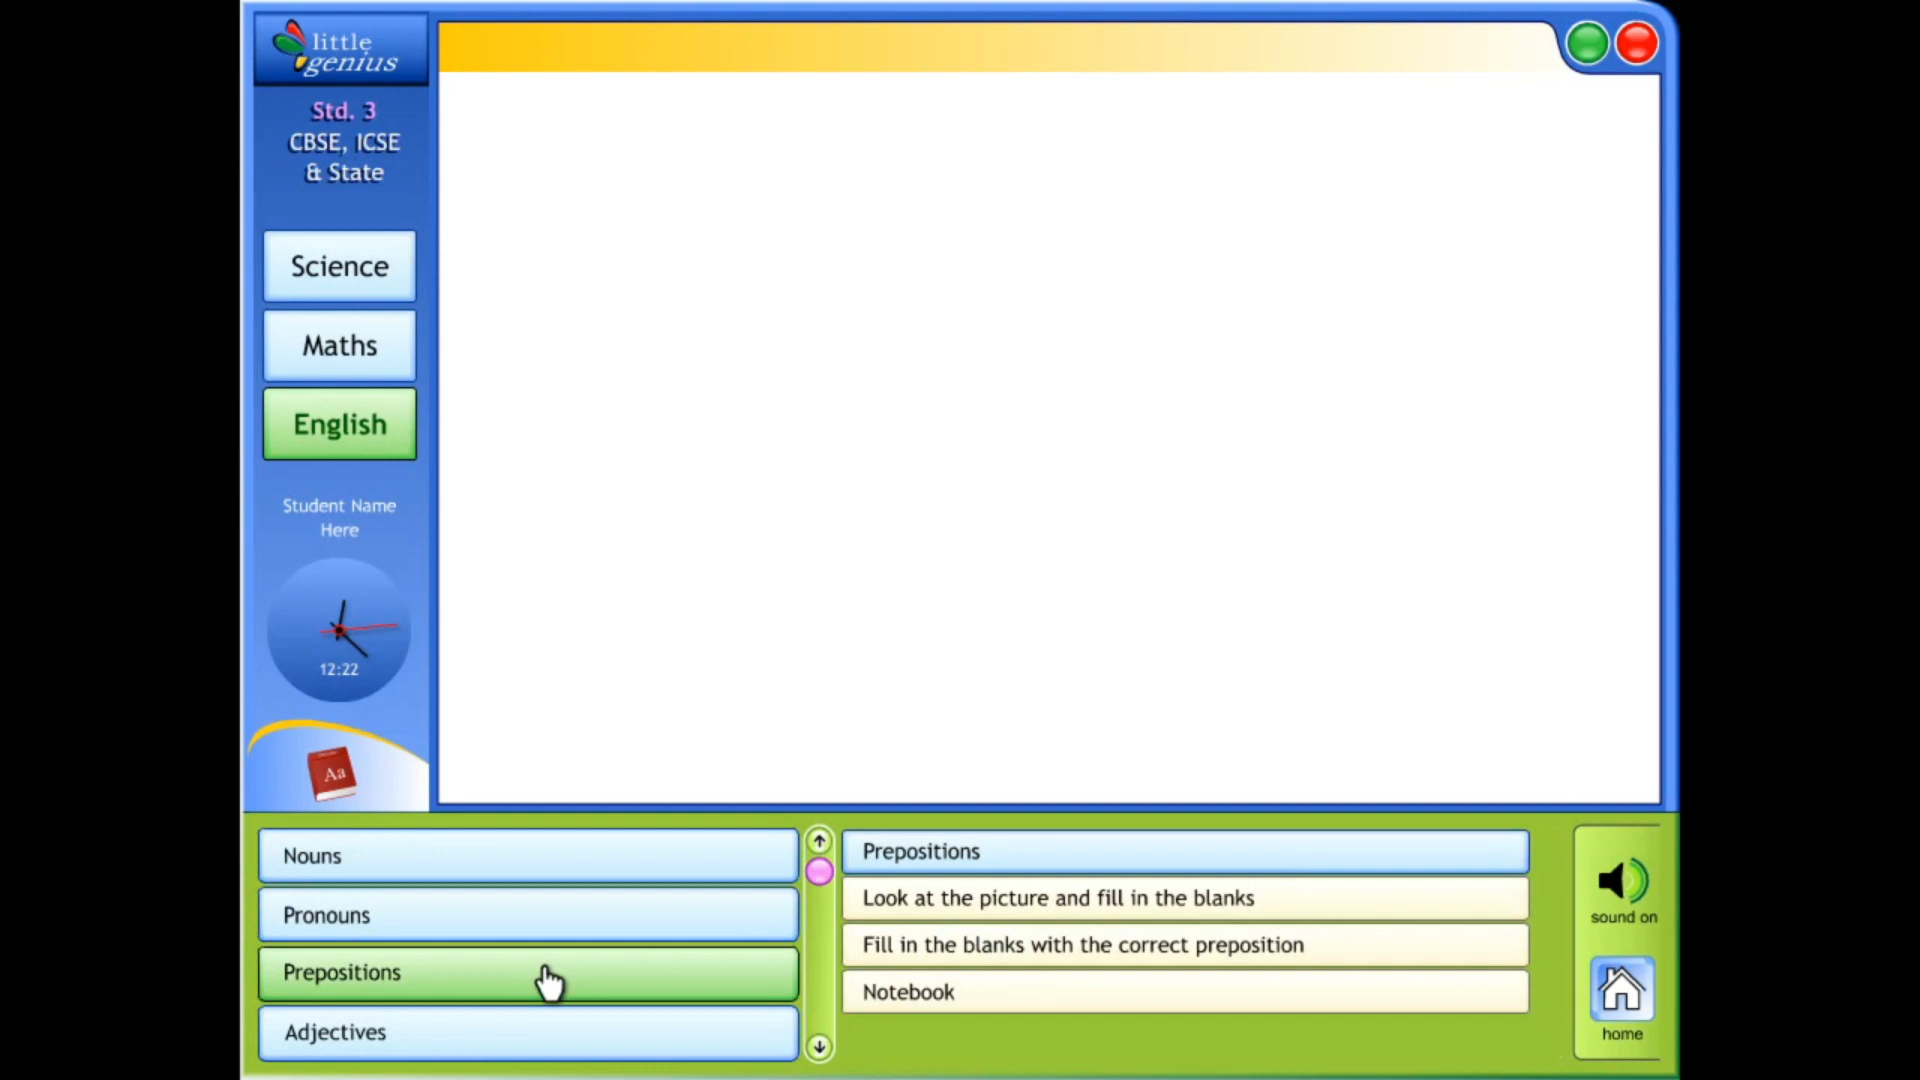 little
genius
Std. 3
CBSE, ICSE
& State
Science
Maths
English
Student Name
Here
12:22
Aa
Nouns
Pronouns
Prepositions
Adjectives
Prepositions
Look at the picture and fill in the blanks
Fill in the blanks with the correct preposition
Notebook
sound on
home